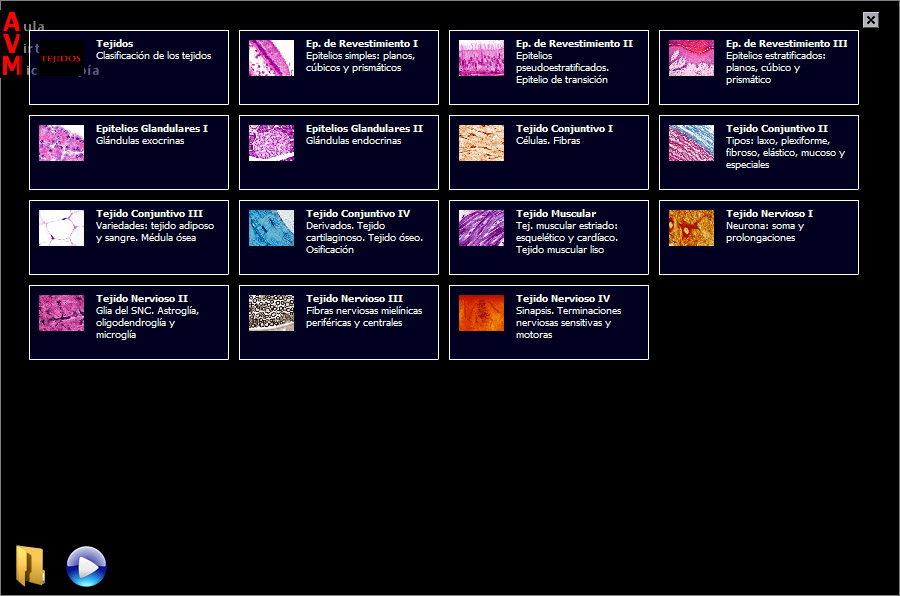 Aula
Virt
M icro  opía
TEJIDOS
Tejidos
Clasificación de los tejidos
Ep. de Revestimiento I
Epitelios simples: planos,
cúbicos y prismáticos
Ep. de Revestimiento II
Epitelios
pseudoestratificados.
Epitelio de transición
Ep. de Revestimiento III
Epitelios estratificados:
planos, cúbico y
prismático
Epitelios Glandulares I
Glándulas exocrinas
Epitelios Glandulares II
Glándulas endocrinas
Tejido Conjuntivo I
Células. Fibras
Tejido Conjuntivo II
Tipos: laxo, plexiforme,
fibroso, elástico, mucoso y
especiales
Tejido Conjuntivo III
Variedades: tejido adiposo
y sangre. Médula ósea
Tejido Conjuntivo IV
Derivados. Tejido
cartilaginoso. Tejido óseo.
Osificación
Tejido Muscular
Tej. muscular estriado:
esquelético y cardíaco.
Tejido muscular liso
Tejido Nervioso I
Neurona: soma y
prolongaciones
Tejido Nervioso II
Glia del SNC. Astroglía,
oligodendroglía y
microglía
Tejido Nervioso III
Fibras nerviosas mielínicas
periféricas y centrales
Tejido Nervioso IV
Sinapsis. Terminaciones
nerviosas sensitivas y
motoras